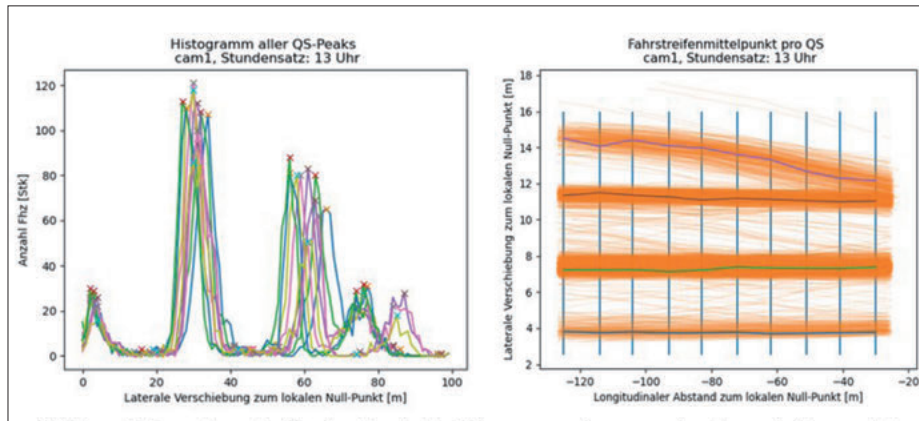 Histogramm aller QS-Peaks
cam1, Stundensatz: 13 Uhr
120
100
80
60
40
20
0
Anzahl Fhz [Stk]
0 20 40 60 80 100
Laterale Verschiebung zum lokalen Null-Punkt [m]
Fahrstreifenmittelpunkt pro QS
cam1, Stundensatz: 13 Uhr
18
16
14
12
10
8
6
4
2
Laterale Verschiebung zum lokalen Null-Punkt [m]
−120 −100 −80 −60 −40 −20
Longitudinaler Abstand zum lokalen Null-Punkt [m]